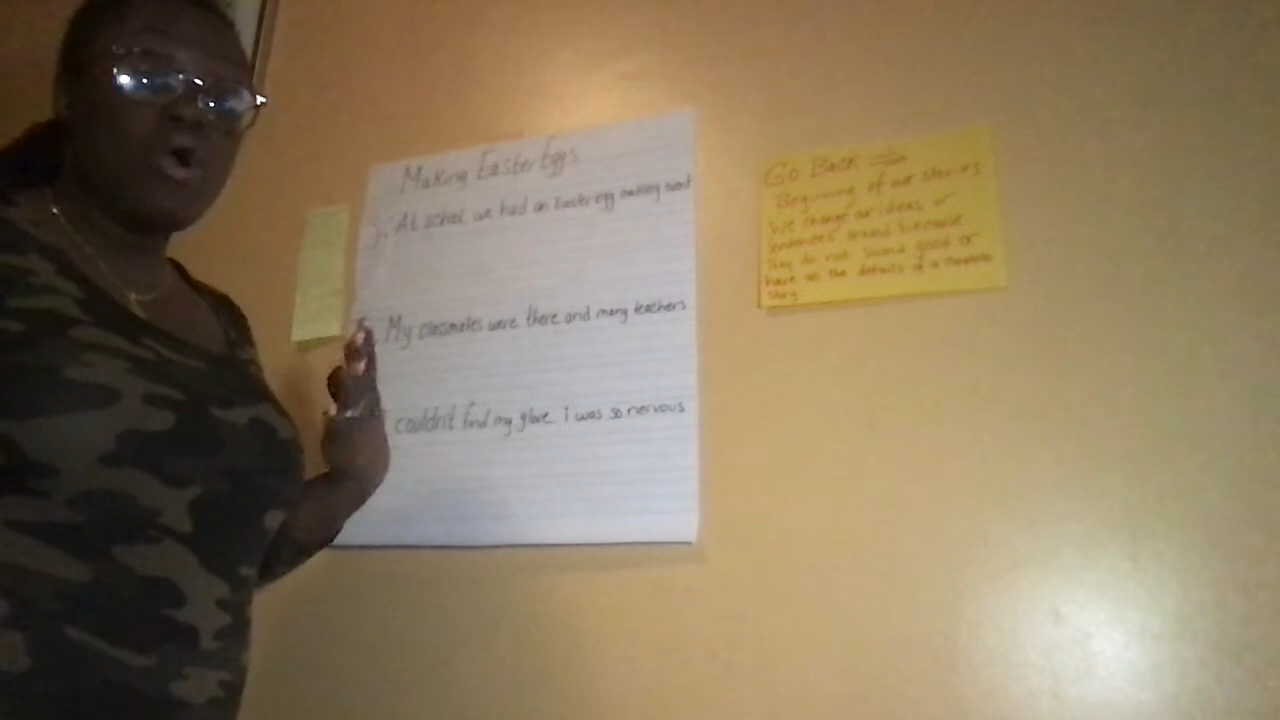 Making Easter Eggs
At school we had an Easter egg making event
My classmates were there and many teachers
couldn't find my glove i was so nervous
Go Back
Beginning of our stories
We change our ideas or
sentences around because
They do not sound good or
have all the details of a complete
story.